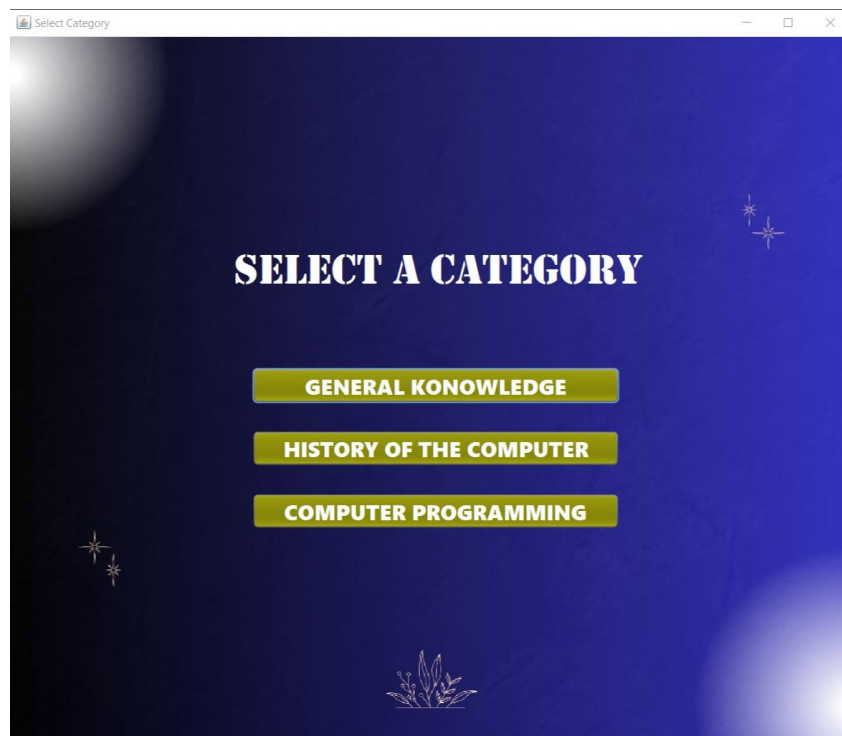 Select Category
SELECT A CATEGORY
GENERAL KONOWLEDGE
HISTORY OF THE COMPUTER
COMPUTER PROGRAMMING